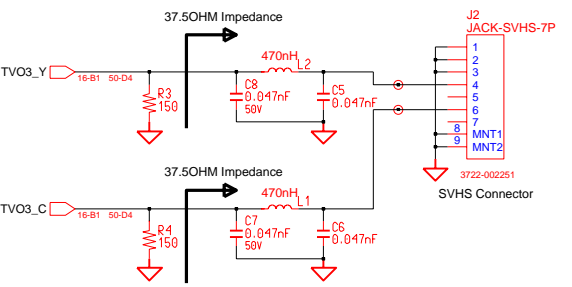 37.5OHM Impedance
J2
JACK-SVHS-7P
470nH
L2
TVO3_Y
16-B1 50-D4
R3
150
C8
0.047nF
50V
C5
0.047nF
1
2
3
4
5
6
7
8 MNT1
9 MNT2
3722-002251
SVHS Connector
37.5OHM Impedance
470nH
L1
TVO3_C
16-B1 50-D4
R4
150
C7
0.047nF
50V
C6
0.047nF